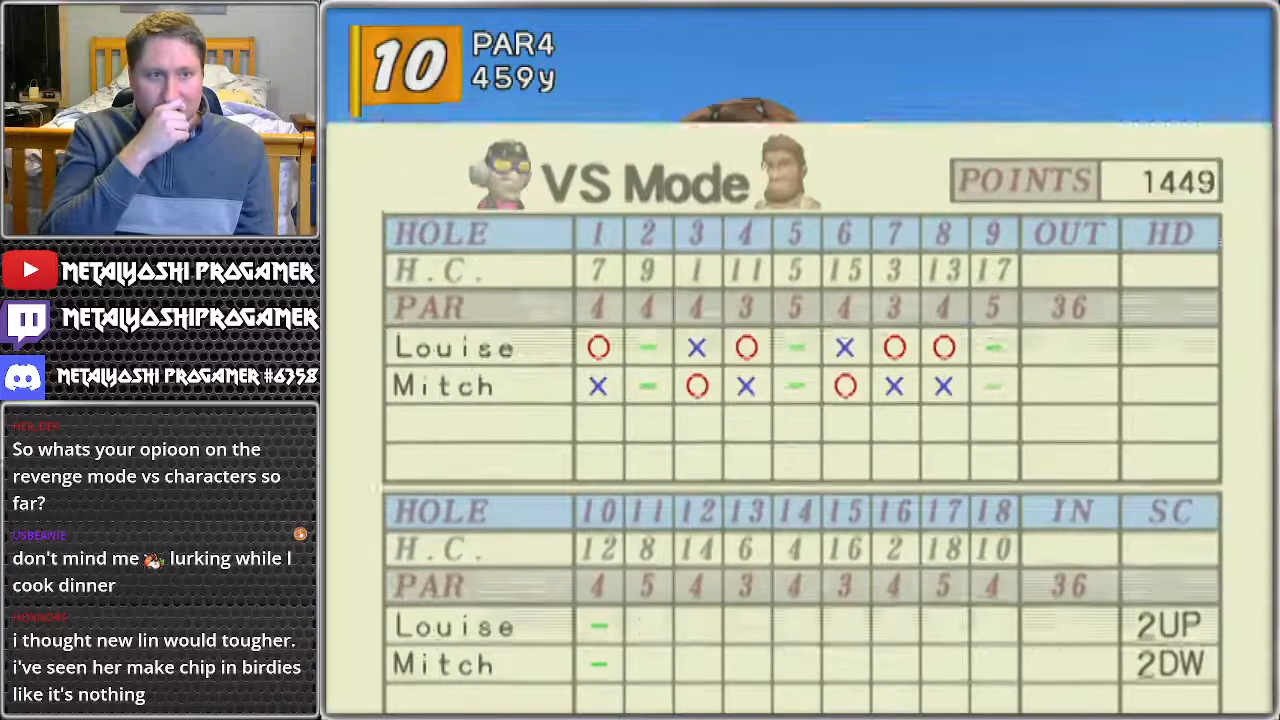 10 PAR4
459y
VS Mode
POINTS 1449
HOLE 1 2 3 4 5 6 7 8 9 OUT HD
H.C. 7 9 1 11 5 15 3 13 17
PAR 4 4 4 3 5 4 3 4 5 36
Louise O - X O - X O O -
Mitch X - O X - O X X -
HOLE 10 11 12 13 14 15 16 17 18 IN SC
H.C. 12 8 14 6 4 16 2 18 10
PAR 4 5 4 3 4 3 4 5 4 36
Louise - 2UP
Mitch - 2DW
METALYOSHI PROGAMER
METALYOSHIPROGAMER
METALYOSHI PROGAMER #6358
So whats your opioon on the
revenge mode vs characters so
far?
USBEANIE
don't mind me lurking while I
cook dinner
i thought new lin would tougher.
i've seen her make chip in birdies
like it's nothing